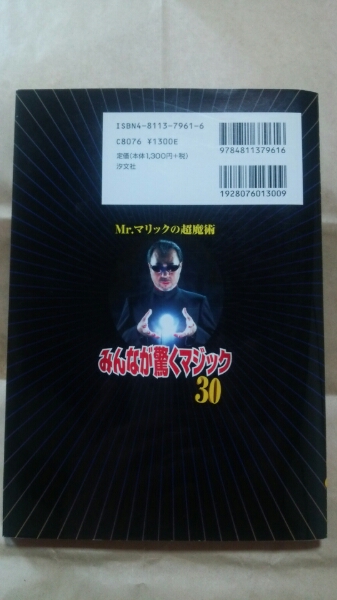 ISBN4-8113-7961-6
C8076 ¥1300E
定価(本体1,300円+税)
汐文社
9784811379616
1928076013009
Mr.マリックの超魔術
みんなが驚くマジック
30